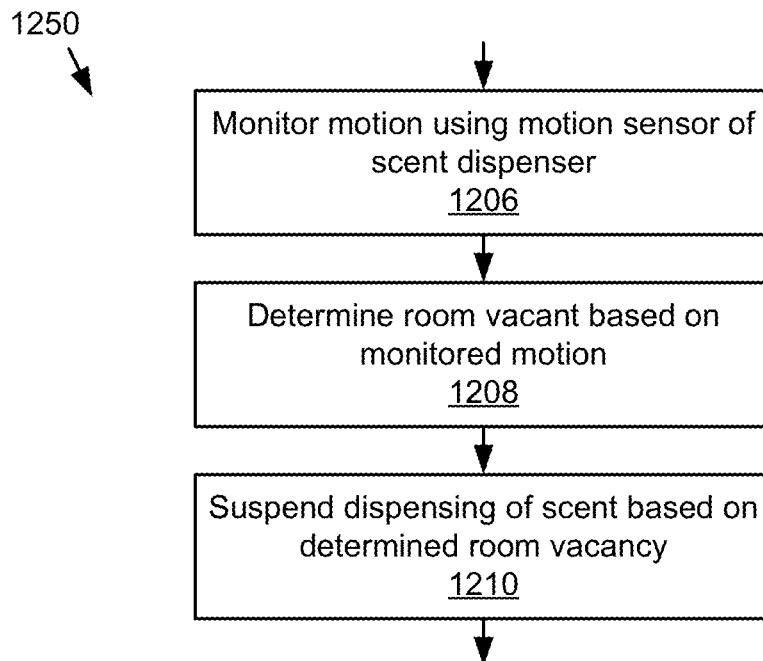 1250
Monitor motion using motion sensor of
scent dispenser
1206
Determine room vacant based on
monitored motion
1208
Suspend dispensing of scent based on
determined room vacancy
1210